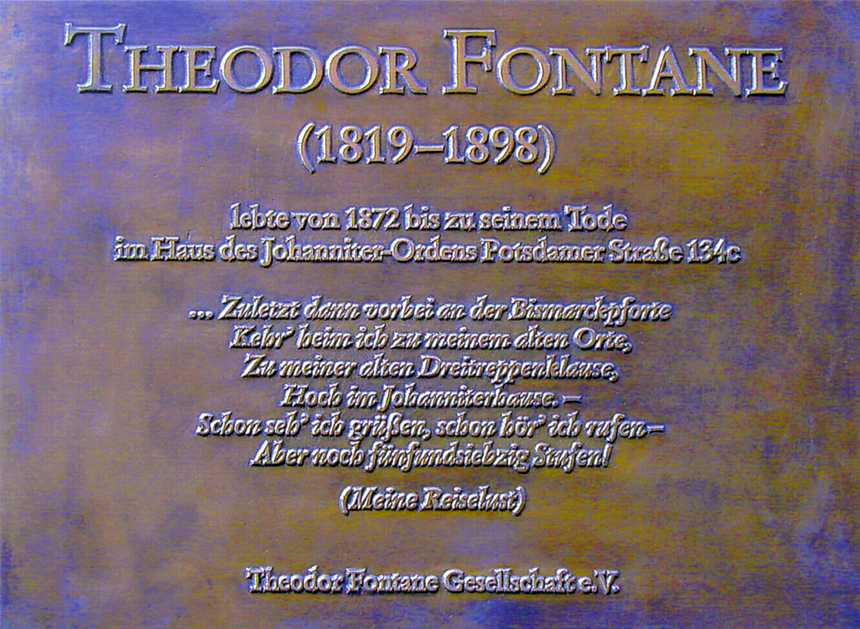 THEODOR FONTANE
(1819–1898)
lebte von 1872 bis zu seinem Tode
im Haus des Johanniter-Ordens Potsdamer Straße 134c
... Zuletzt dann vorbei an der Bismarckpforte
Kehr’ heim ich zu meinem alten Orte,
Zu meiner alten Dreitreppenklause,
Hoch im Johanniterhause. –
Schon seh’ ich grüßen, schon hör’ ich rufen –
Aber noch fünfundsiebzig Stufen!
(Meine Reiselust)
Theodor Fontane Gesellschaft e.V.